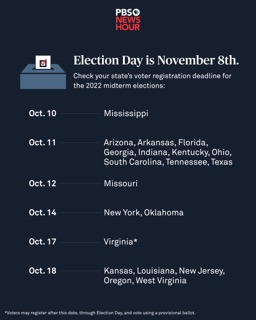 PBS
NEWS
HOUR
Election Day is November 8th.
Check your state's voter registration deadline for
the 2022 midterm elections:
Oct. 10 Mississippi
Oct. 11 Arizona, Arkansas, Florida,
Georgia, Indiana, Kentucky, Ohio,
South Carolina, Tennessee, Texas
Oct. 12 Missouri
Oct. 14 New York, Oklahoma
Oct. 17 Virginia*
Oct. 18 Kansas, Louisiana, New Jersey,
Oregon, West Virginia
*Voters may register after this date, through Election Day, and vote using a provisional ballot.